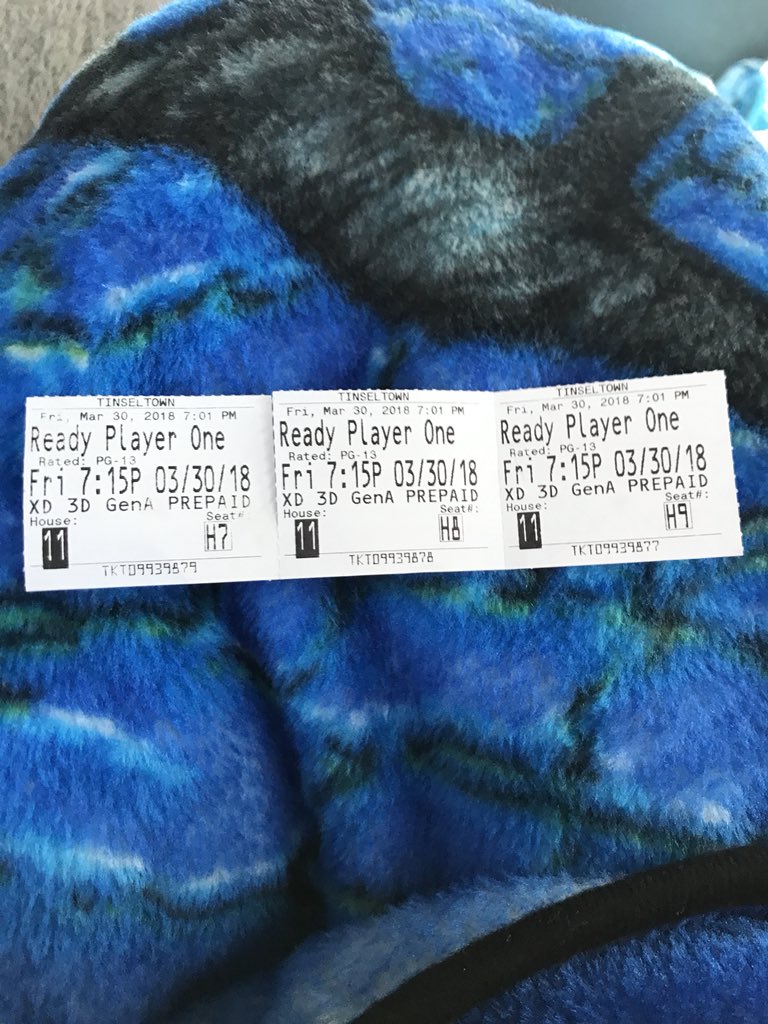 TINSELTOWN
Fri, Mar 30, 2018 7:01 PM
Ready Player One
Rated: PG-13
Fri 7:15P 03/30/18
XD 3D GenA PREPAID
House: Seat#:
11 H7
TKT09939879
TINSELTOWN
Fri, Mar 30, 2018 7:01 PM
Ready Player One
Rated: PG-13
Fri 7:15P 03/30/18
XD 3D GenA PREPAID
House: Seat#:
11 H8
TKT09939878
TINSELTOWN
Fri, Mar 30, 2018 7:01 PM
Ready Player One
Rated: PG-13
Fri 7:15P 03/30/18
XD 3D GenA PREPAID
House: Seat#:
11 H9
TKT09939877